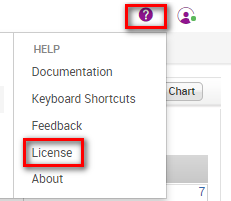 ?
HELP
Documentation
Chart
Keyboard Shortcuts
Feedback
License
About
7